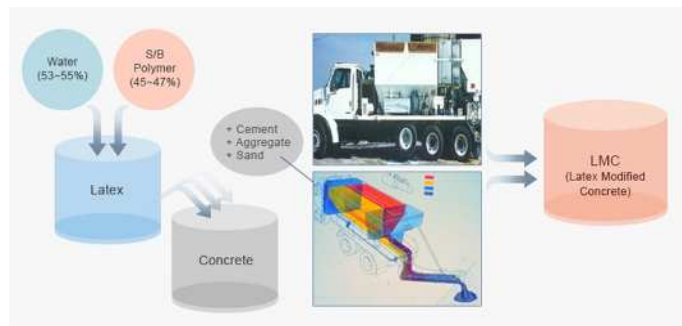 Water
(53~55%)
S/B
Polymer
(45~47%)
+ Cement
+ Aggregate
+ Sand
Latex
Concrete
LMC
(Latex Modified
Concrete)